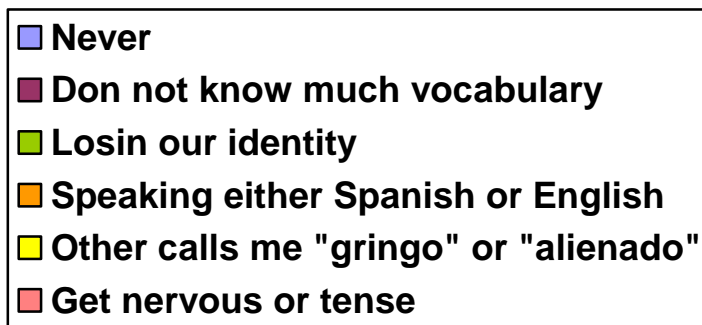 Never
Don not know much vocabulary
Losin our identity
Speaking either Spanish or English
Other calls me "gringo" or "alienado"
Get nervous or tense